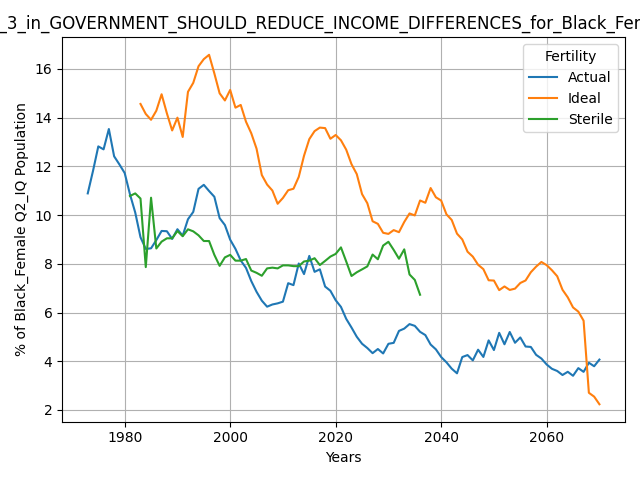 _3_in_GOVERNMENT_SHOULD_REDUCE_INCOME_DIFFERENCES_for_Black_Fer
% of Black_Female Q2_IQ Population
16
14
12
10
8
6
4
2
Fertility
Actual
Ideal
Sterile
1980
2000
2020
2040
2060
Years